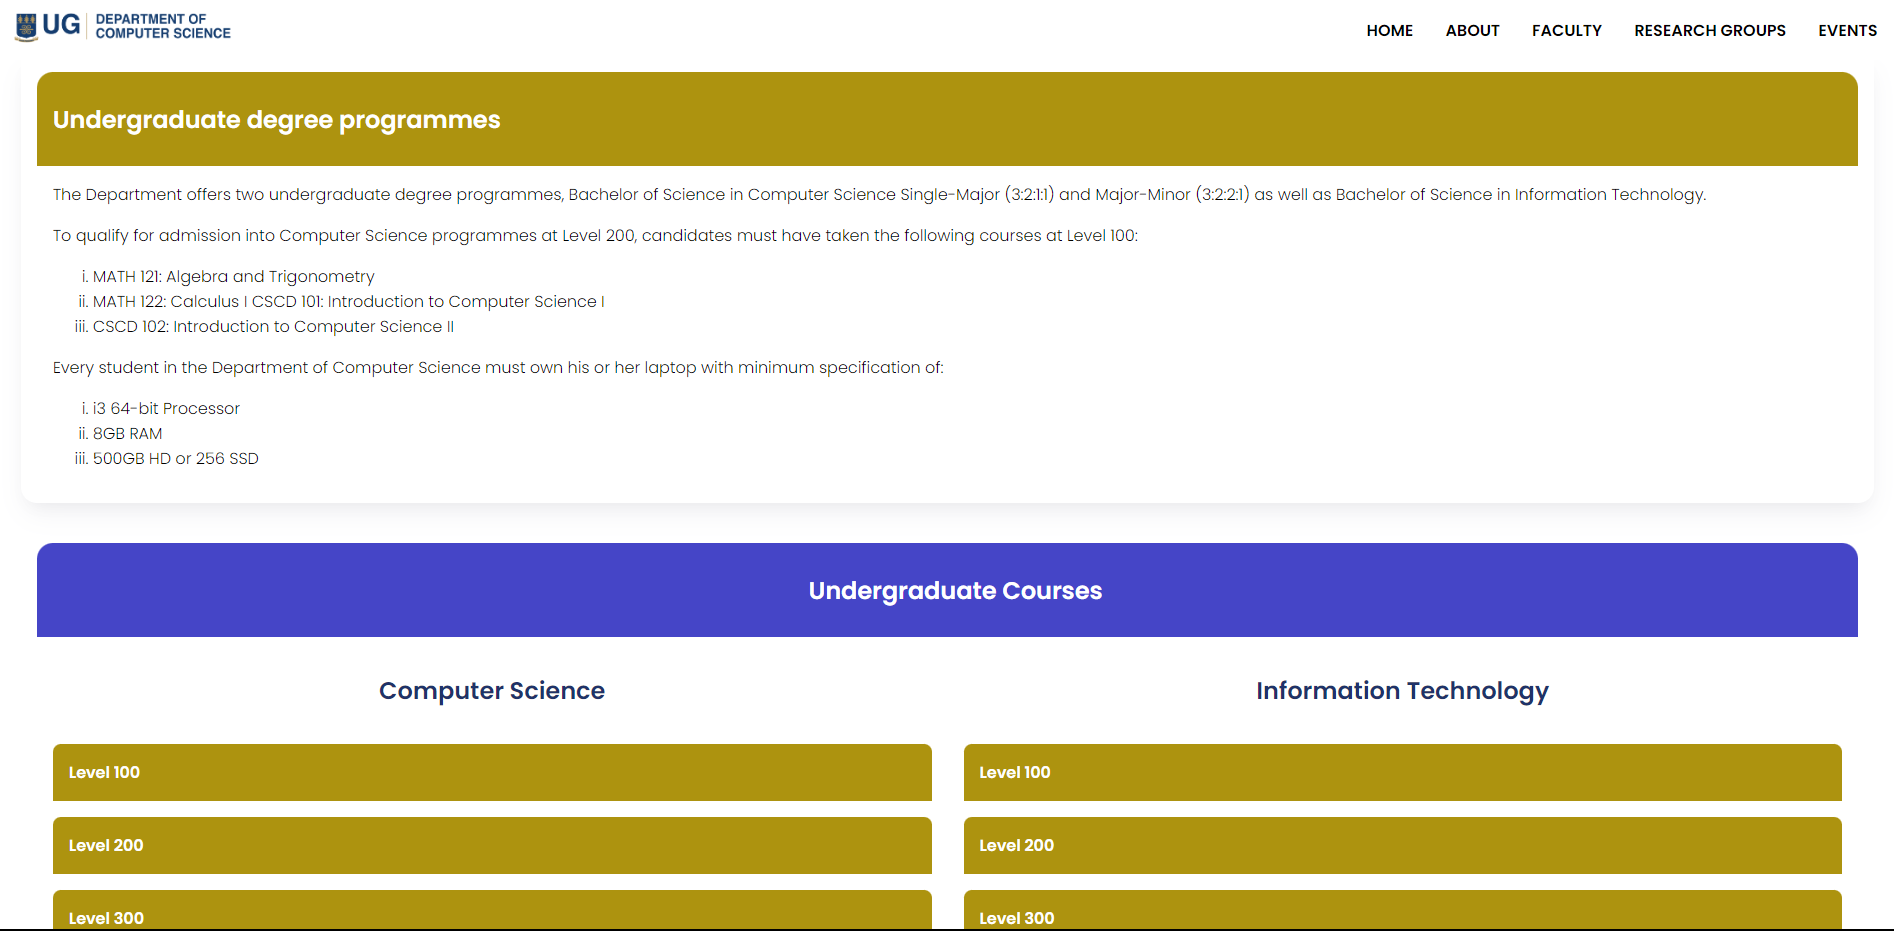 UG DEPARTMENT OF
COMPUTER SCIENCE
HOME ABOUT FACULTY RESEARCH GROUPS EVENTS
Undergraduate degree programmes
The Department offers two undergraduate degree programmes, Bachelor of Science in Computer Science Single-Major (3:2:1:1) and Major-Minor (3:2:2:1) as well as Bachelor of Science in Information Technology.
To qualify for admission into Computer Science programmes at Level 200, candidates must have taken the following courses at Level 100:
i. MATH 121: Algebra and Trigonometry
ii. MATH 122: Calculus I CSCD 101: Introduction to Computer Science I
iii. CSCD 102: Introduction to Computer Science II
Every student in the Department of Computer Science must own his or her laptop with minimum specification of:
i. i3 64-bit Processor
ii. 8GB RAM
iii. 500GB HD or 256 SSD
Undergraduate Courses
Computer Science
Level 100
Level 200
Level 300
Information Technology
Level 100
Level 200
Level 300